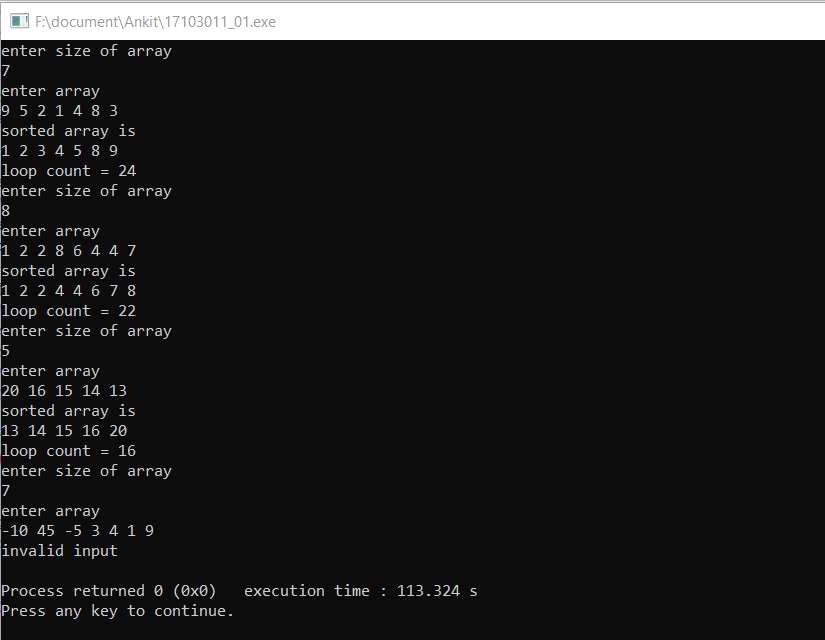 F:\document\Ankit\17103011_01.exe
enter size of array
7
enter array
9 5 2 1 4 8 3
sorted array is
1 2 3 4 5 8 9
loop count = 24
enter size of array
8
enter array
1 2 2 8 6 4 4 7
sorted array is
1 2 2 4 4 6 7 8
loop count = 22
enter size of array
5
enter array
20 16 15 14 13
sorted array is
13 14 15 16 20
loop count = 16
enter size of array
7
enter array
-10 45 -5 3 4 1 9
invalid input
Process returned 0 (0x0)   execution time : 113.324 s
Press any key to continue.